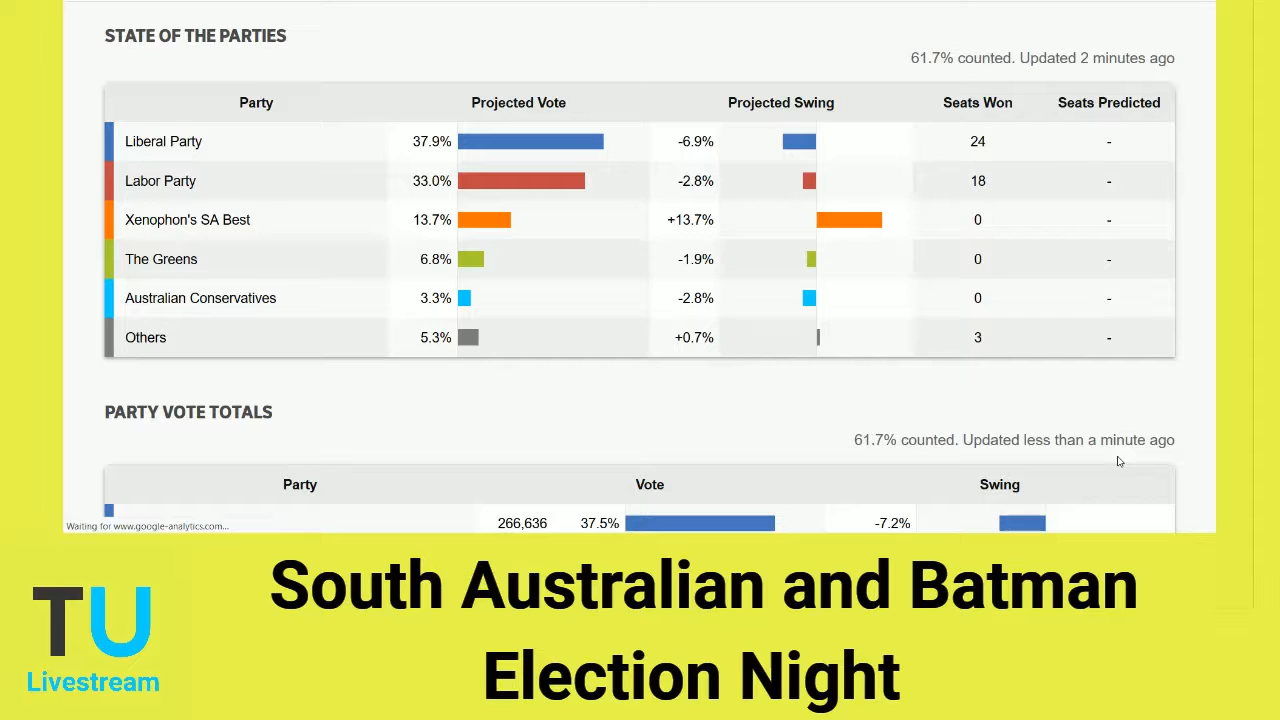 STATE OF THE PARTIES
61.7% counted. Updated 2 minutes ago
Party Projected Vote Projected Swing Seats Won Seats Predicted
Liberal Party 37.9% -6.9% 24 -
Labor Party 33.0% -2.8% 18 -
Xenophon's SA Best 13.7% +13.7% 0 -
The Greens 6.8% -1.9% 0 -
Australian Conservatives 3.3% -2.8% 0 -
Others 5.3% +0.7% 3 -
PARTY VOTE TOTALS
61.7% counted. Updated less than a minute ago
Party Vote Swing
266,636 37.5% -7.2%
Waiting for www.google-analytics.com...
South Australian and Batman
Election Night
TU
Livestream